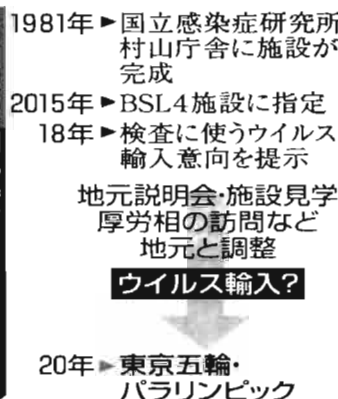 1981年▶国立感染症研究所
村山庁舎に施設が
完成
2015年▶BSL4施設に指定
18年▶検査に使うウイルス
輸入意向を提示
地元説明会・施設見学
厚労相の訪問など
地元と調整
ウイルス輸入?
20年▶東京五輪・
パラリンピック